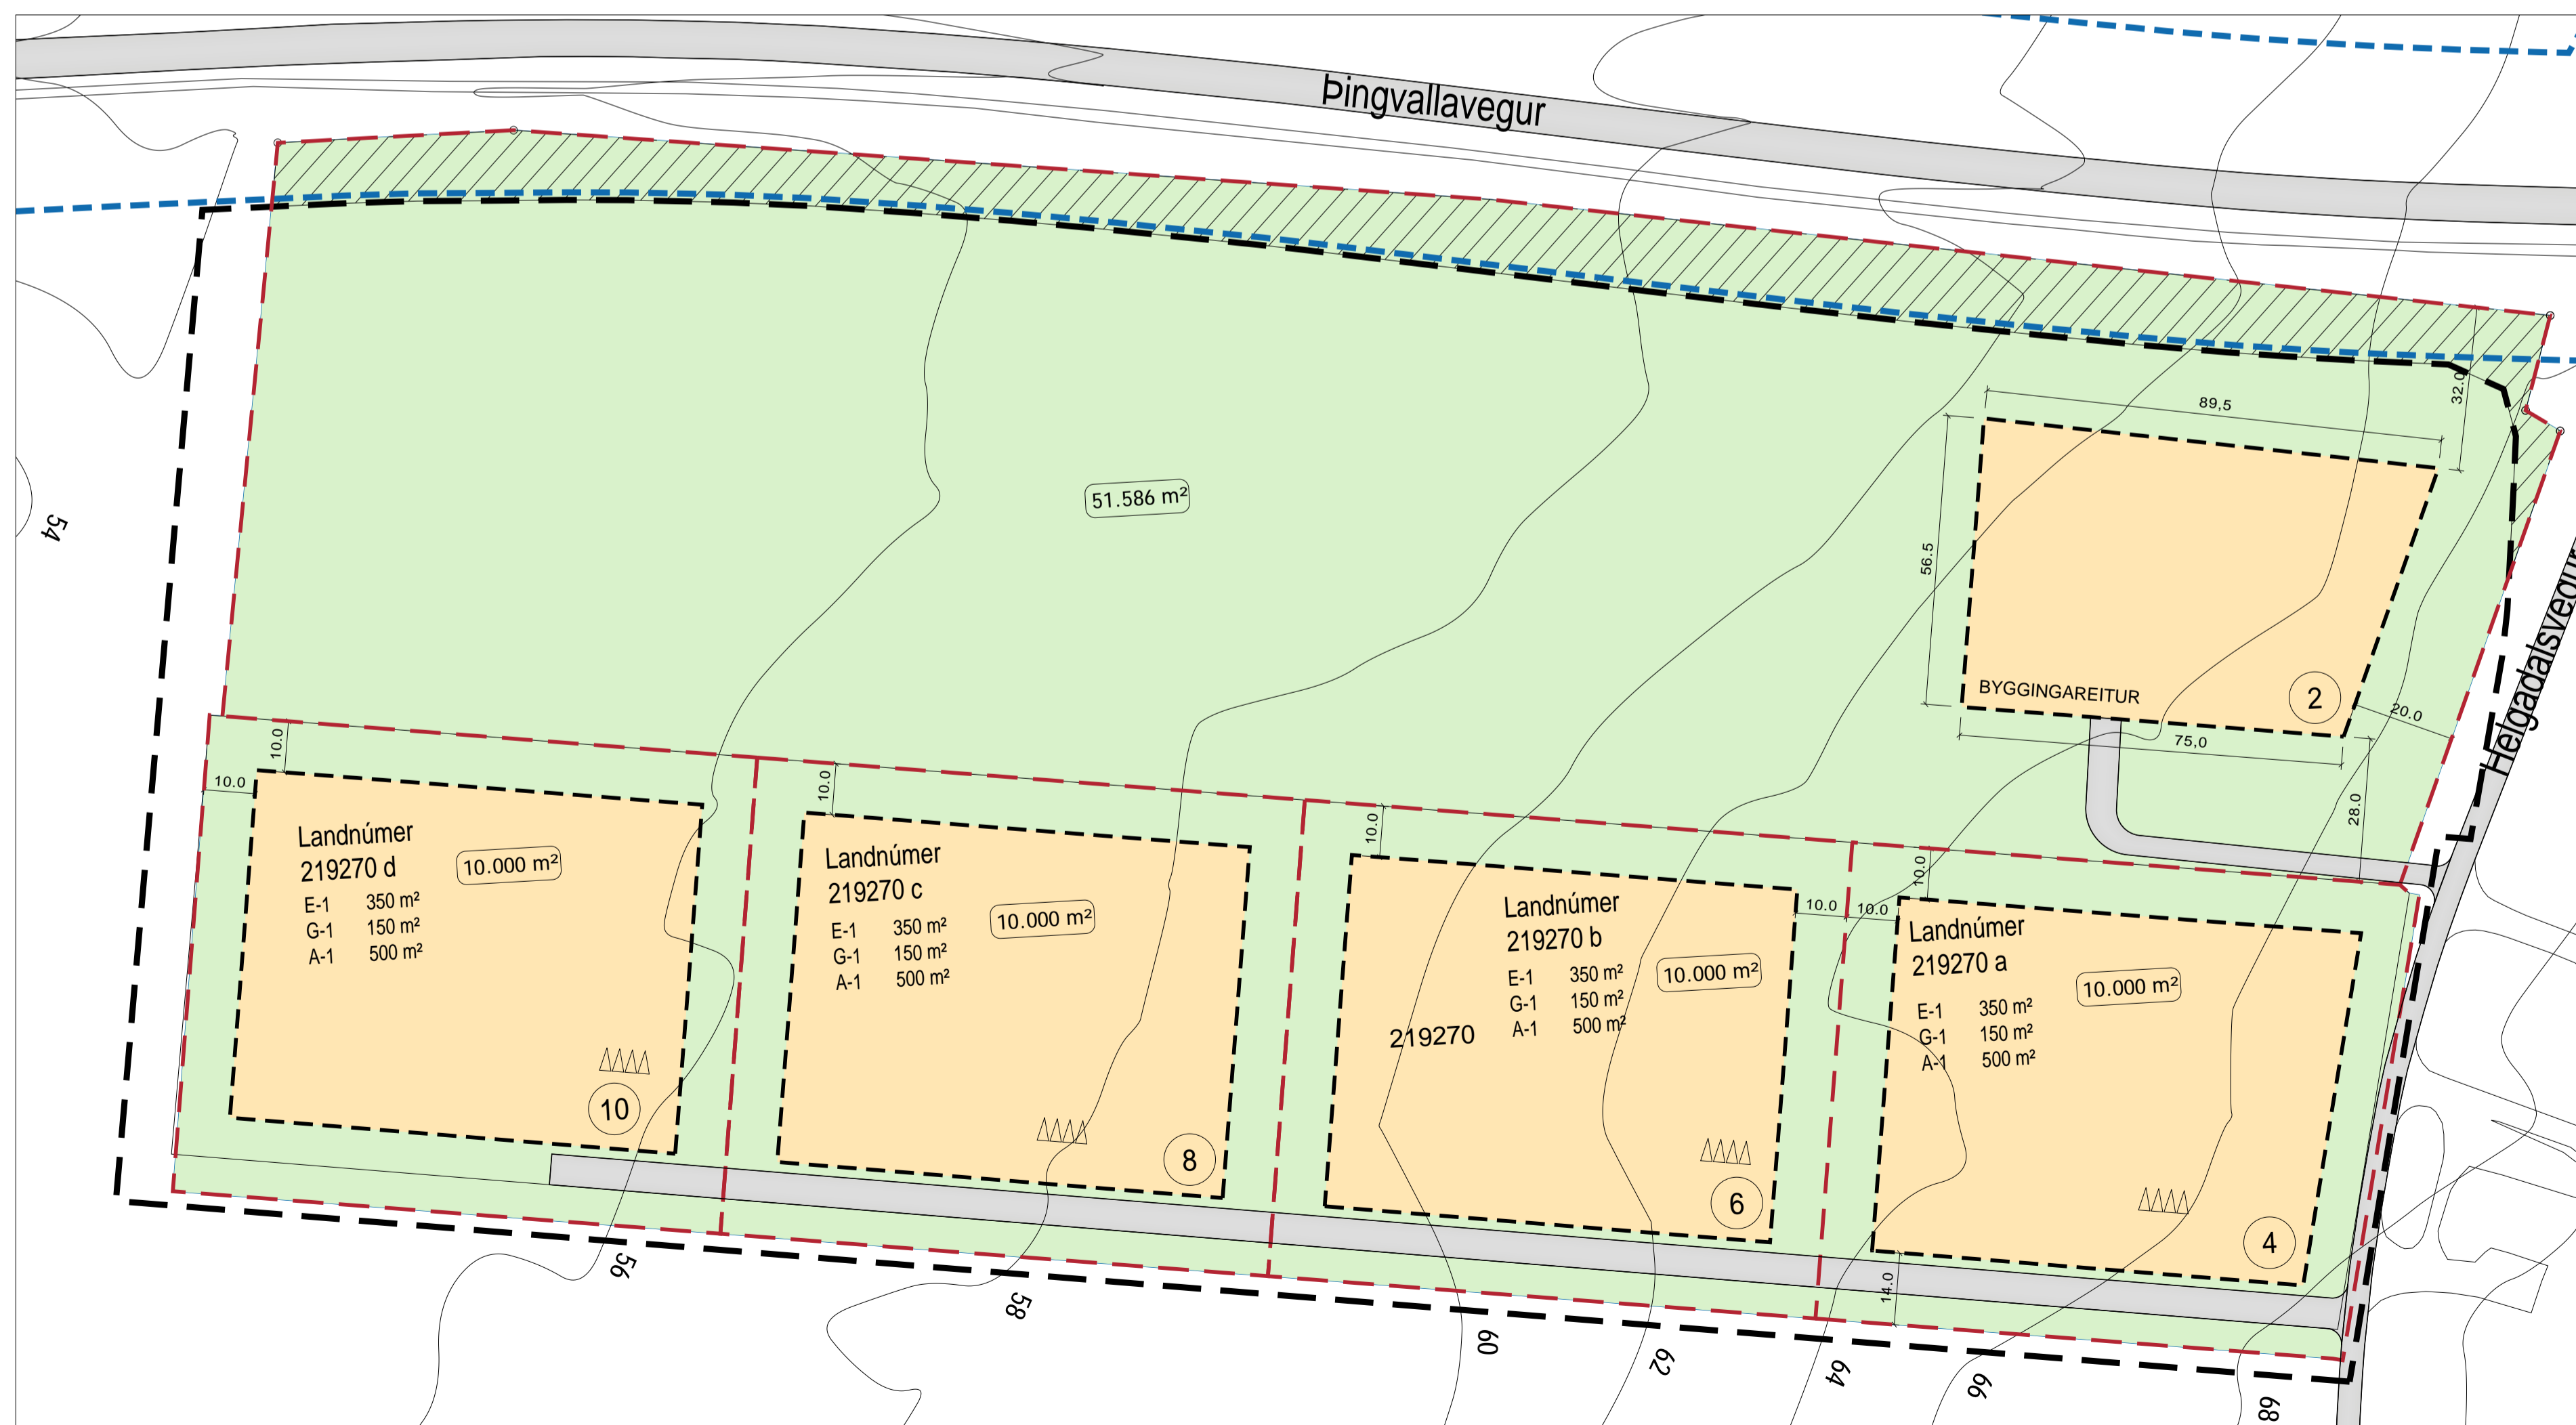 Þingvallavegur
89,5
32.0
51.586 m²
56.5
54
BYGGINGAREITUR
2
20.0
75,0
Helgadalsvegur
28.0
10.0
10.0
10.0
10.0
10.0
10.0
10.0
Landnúmer
219270 d
10.000 m²
E-1 350 m²
G-1 150 m²
A-1 500 m²
10
Landnúmer
219270 c
10.000 m²
E-1 350 m²
G-1 150 m²
A-1 500 m²
8
Landnúmer
219270 b
10.000 m²
E-1 350 m²
G-1 150 m²
A-1 500 m²
219270
6
Landnúmer
219270 a
10.000 m²
E-1 350 m²
G-1 150 m²
A-1 500 m²
4
14.0
56
58
60
62
64
66
68